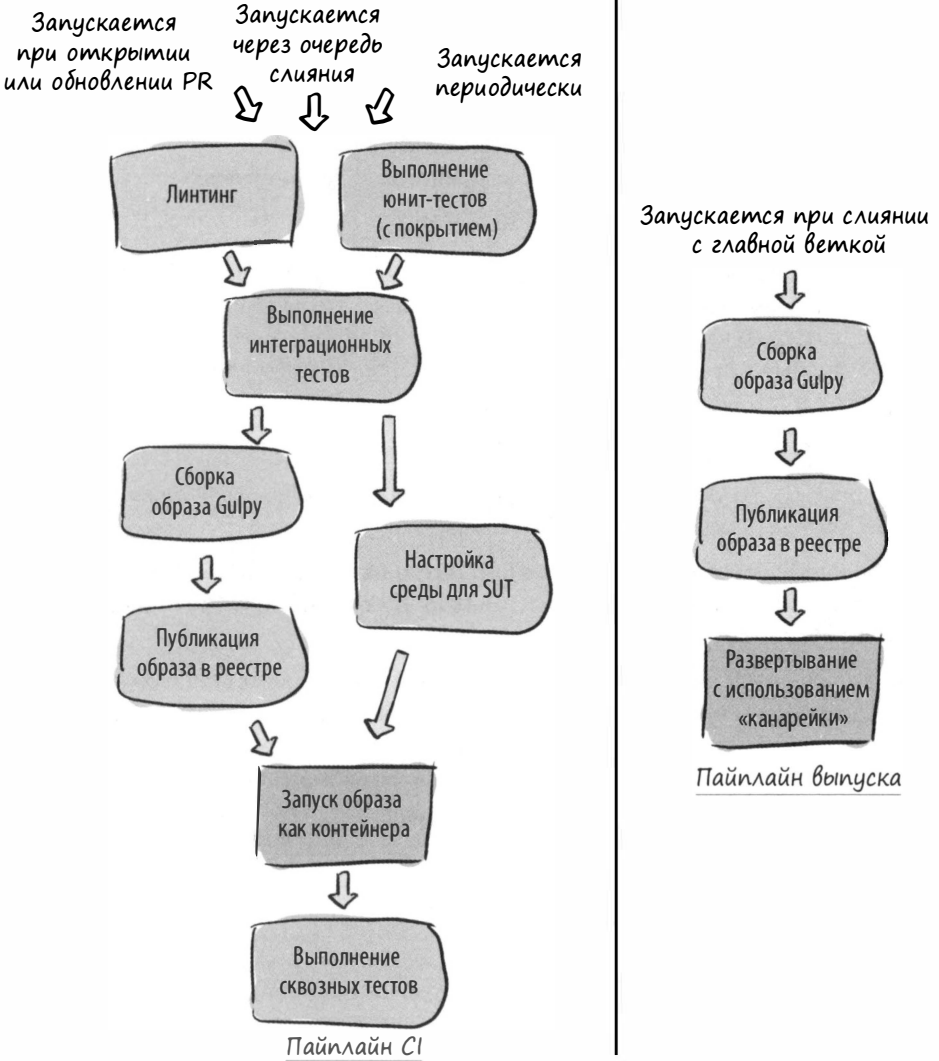 Запускается
при открытии
или обновлении PR
Запускается
через очередь
слияния
Запускается
периодически
Линтинг
Выполнение
юнит-тестов
(с покрытием)
Выполнение
интеграционных
тестов
Сборка
образа Gulpy
Настройка
среды для SUT
Публикация
образа в реестре
Запуск образа
как контейнера
Выполнение
сквозных тестов
Пайплайн CI
Запускается при слиянии
с главной веткой
Сборка
образа Gulpy
Публикация
образа в реестре
Развертывание
с использованием
«канарейки»
Пайплайн выпуска